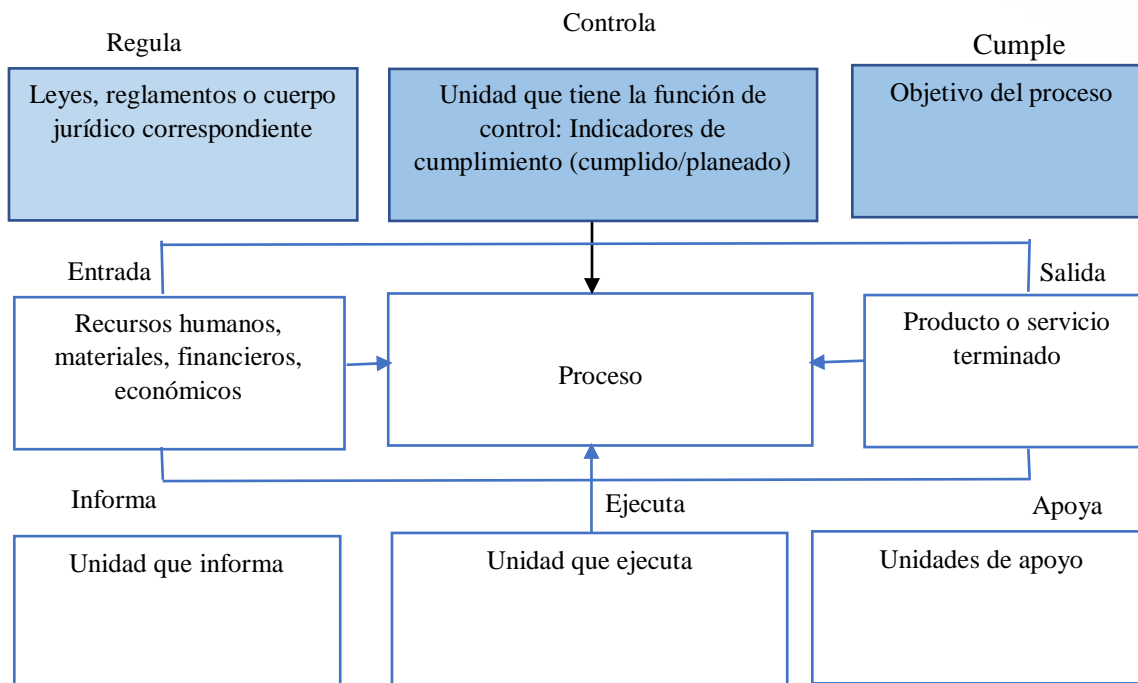 Regula
Controla
Cumple
Leyes, reglamentos o cuerpo
jurídico correspondiente
Unidad que tiene la función de
control: Indicadores de
cumplimiento (cumplido/planeado)
Objetivo del proceso
Entrada
Salida
Recursos humanos,
materiales, financieros,
económicos
Proceso
Producto o servicio
terminado
Informa
Ejecuta
Apoya
Unidad que informa
Unidad que ejecuta
Unidades de apoyo